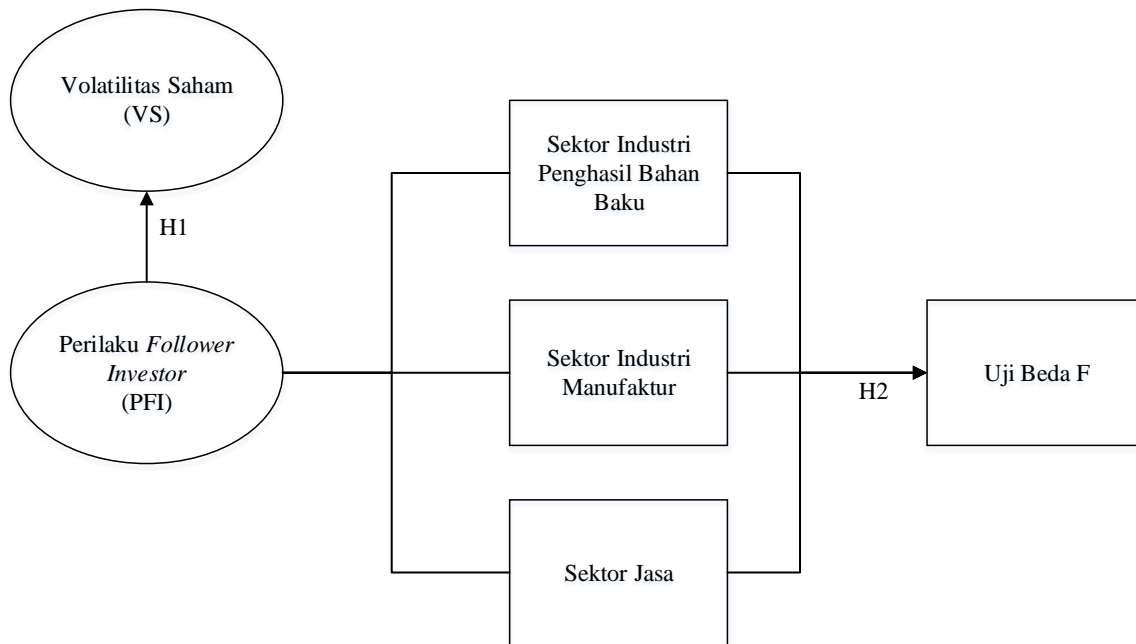 Volatilitas Saham
(VS)
H1
Perilaku Follower
Investor
(PFI)
Sektor Industri
Penghasil Bahan
Baku
Sektor Industri
Manufaktur
Sektor Jasa
H2
Uji Beda F